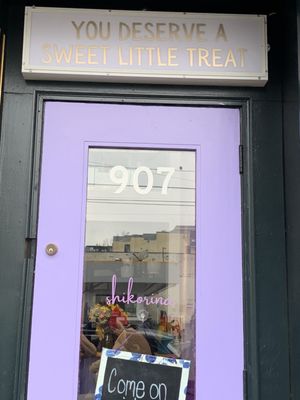 YOU DESERVE A
SWEET LITTLE TREAT
907
shikorina
Come on